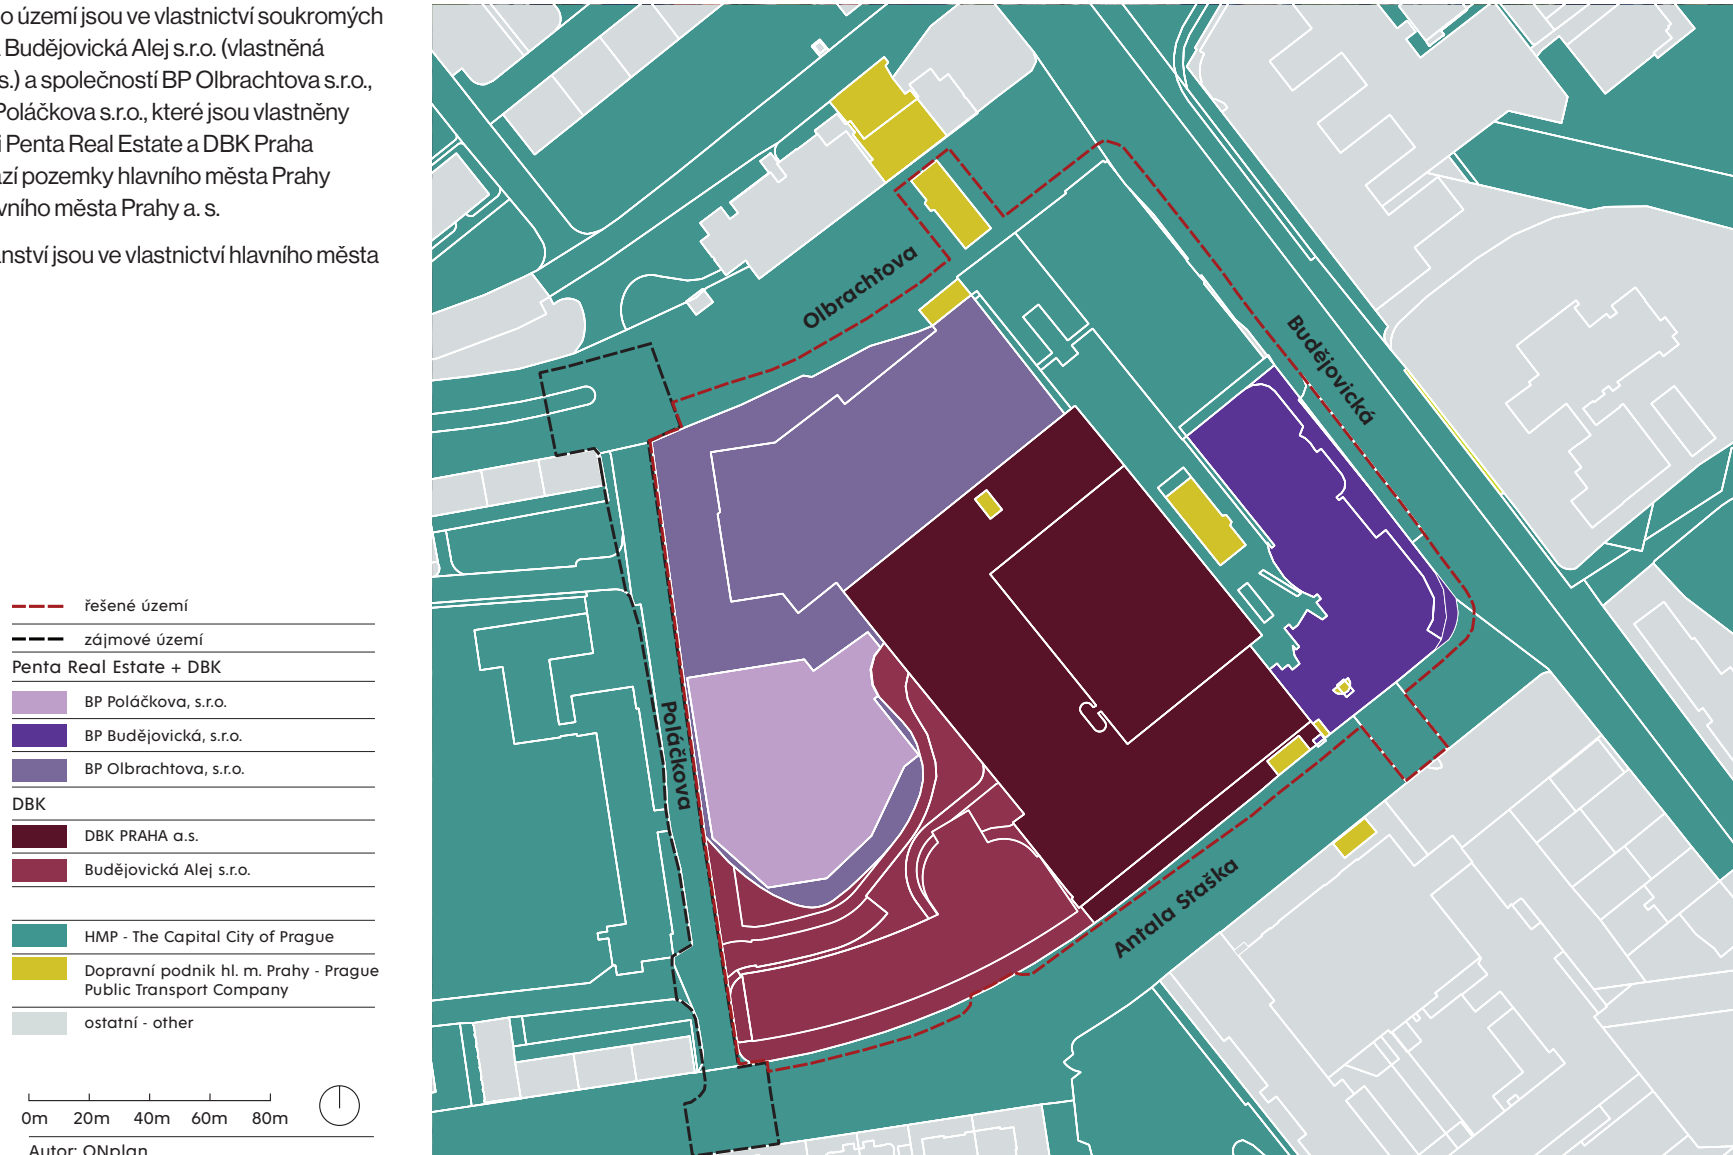 o území jsou ve vlastnictví soukromých
Budějovická Alej s.r.o. (vlastněná
s.) a společností BP Olbrachtova s.r.o.,
Poláčkova s.r.o., které jsou vlastněny
i Penta Real Estate a DBK Praha
zí pozemky hlavního města Prahy
vního města Prahy a. s.
nství jsou ve vlastnictví hlavního města
řešené území
zájmové území
Penta Real Estate + DBK
BP Poláčkova, s.r.o.
BP Budějovická, s.r.o.
BP Olbrachtova, s.r.o.
DBK
DBK PRAHA a.s.
Budějovická Alej s.r.o.
HMP - The Capital City of Prague
Dopravní podnik hl. m. Prahy - Prague
Public Transport Company
ostatní - other
0m 20m 40m 60m 80m
Autor: ONplan
Olbrachtova
Budějovická
Poláčkova
Antala Staška